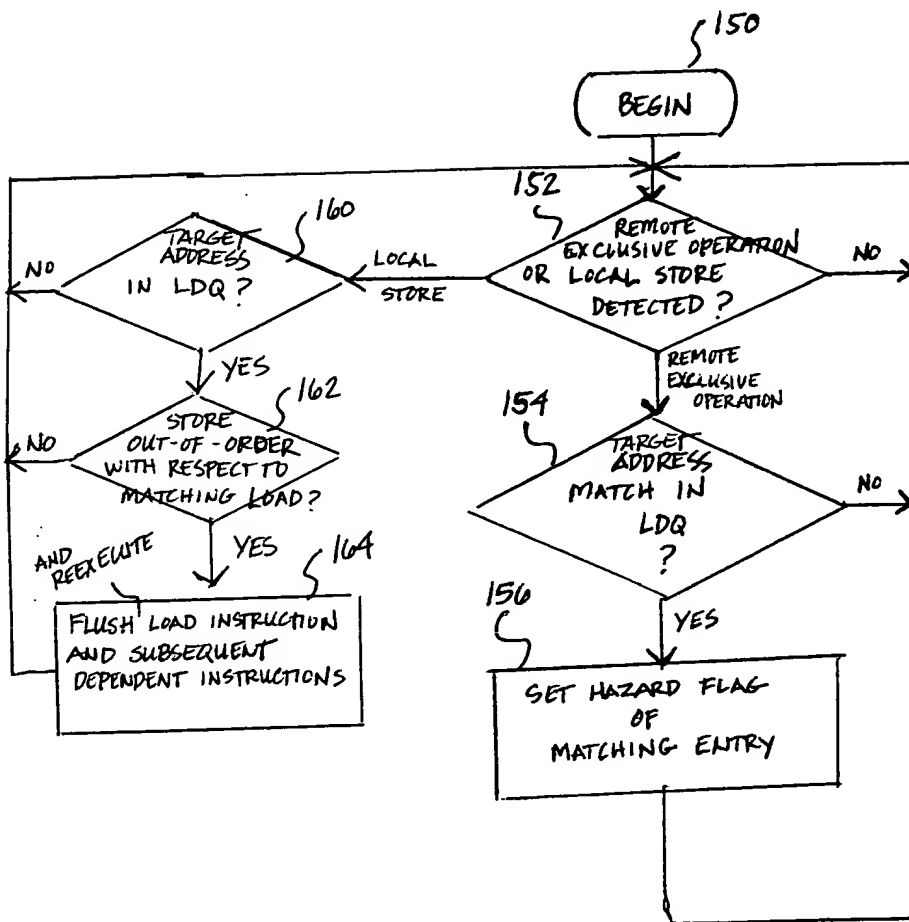 150
BEGIN
152
REMOTE
EXCLUSIVE OPERATION
OR LOCAL STORE
DETECTED?
NO
LOCAL
STORE
160
TARGET
ADDRESS
IN LDQ?
NO
YES
162
STORE
OUT-OF-ORDER
WITH RESPECT TO
MATCHING LOAD?
NO
YES
164
AND
REEXECUTE
FLUSH LOAD INSTRUCTION
AND SUBSEQUENT
DEPENDENT INSTRUCTIONS
REMOTE
EXCLUSIVE
OPERATION
154
TARGET
ADDRESS
MATCH IN
LDQ
?
NO
YES
156
SET HAZARD FLAG
OF
MATCHING ENTRY